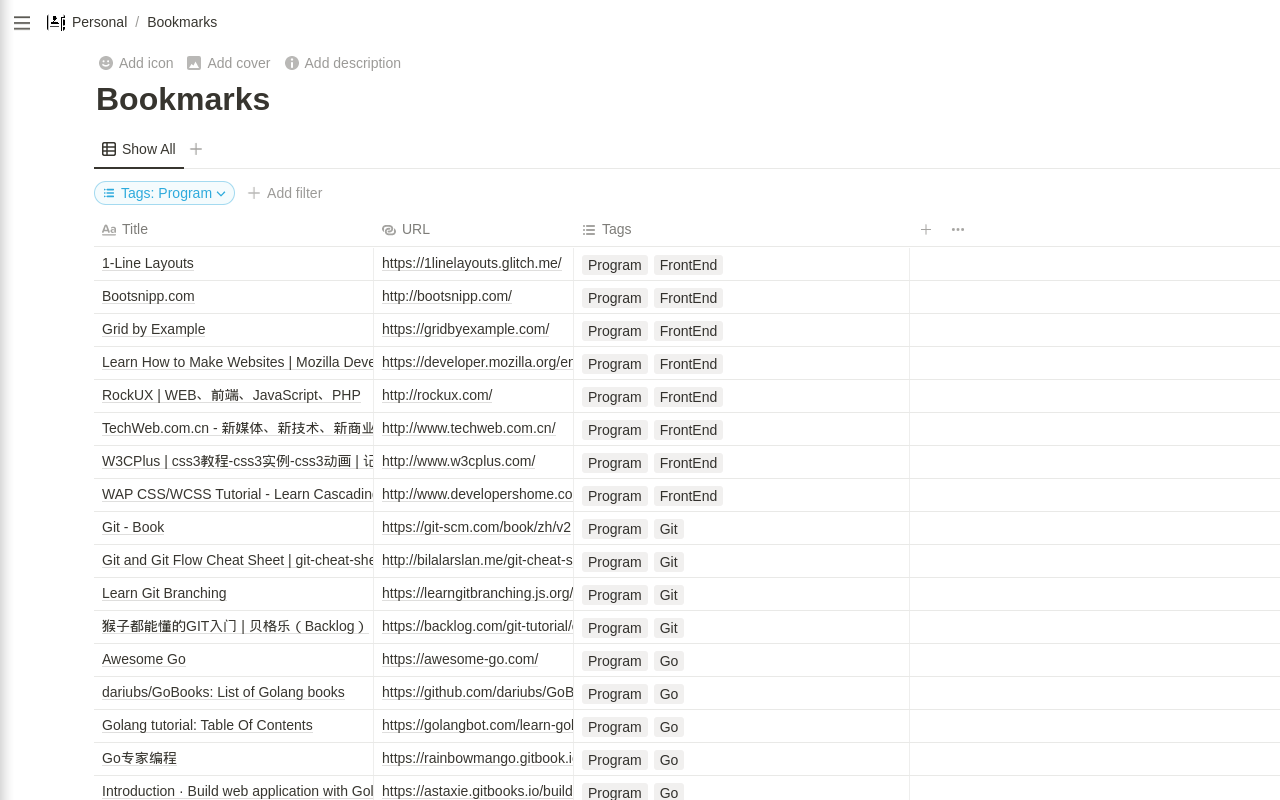 Personal / Bookmarks
Add icon Add cover Add description
Bookmarks
Show All
Tags: Program Add filter
Aa Title URL Tags
1-Line Layouts https://1linelayouts.glitch.me/ Program FrontEnd
Bootsnipp.com http://bootsnipp.com/ Program FrontEnd
Grid by Example https://gridbyexample.com/ Program FrontEnd
Learn How to Make Websites | Mozilla Deve https://developer.mozilla.org/en Program FrontEnd
RockUX | WEB、前端、JavaScript、PHP http://rockux.com/ Program FrontEnd
TechWeb.com.cn - 新媒体、新技术、新商业 http://www.techweb.com.cn/ Program FrontEnd
W3CPlus | css3教程-css3实例-css3动画 | 记 http://www.w3cplus.com/ Program FrontEnd
WAP CSS/WCSS Tutorial - Learn Cascading http://www.developershome.co Program FrontEnd
Git - Book https://git-scm.com/book/zh/v2 Program Git
Git and Git Flow Cheat Sheet | git-cheat-she http://bilalarslan.me/git-cheat-s Program Git
Learn Git Branching https://learngitbranching.js.org/ Program Git
猴子都能懂的GIT入门 | 贝格乐（Backlog） https://backlog.com/git-tutorial/ Program Git
Awesome Go https://awesome-go.com/ Program Go
dariubs/GoBooks: List of Golang books https://github.com/dariubs/GoB Program Go
Golang tutorial: Table Of Contents https://golangbot.com/learn-gol Program Go
Go专家编程 https://rainbowmango.gitbook.i Program Go
Introduction · Build web application with Gol https://astaxie.gitbooks.io/build Program Go